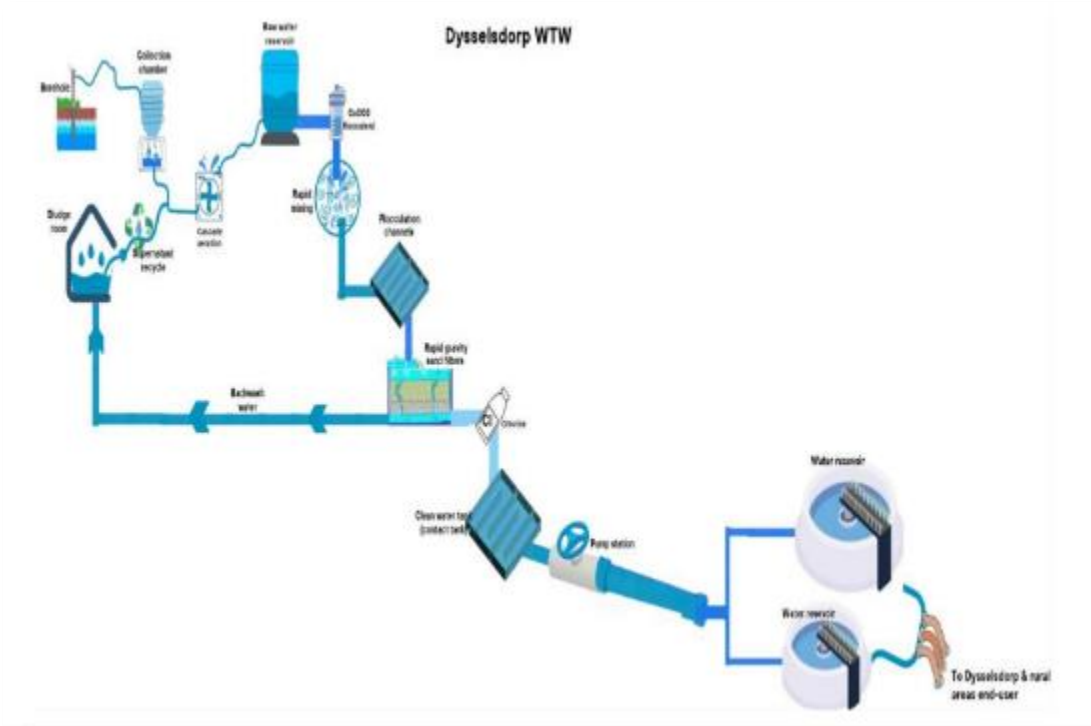 Dysselsdorp WTW
Raw water
reservoir
Collection
chamber
Borehole
Rapid
mixing
Flocculation
channels
Sludge
room
Cascade
aeration
Supernatant
recycle
Rapid gravity
sand filters
Backwash
water
Cl
Chlorine
Clean water tank
(contact tank)
Pump station
Water reservoir
Water reservoir
To Dysselsdorp & rural
areas end-user